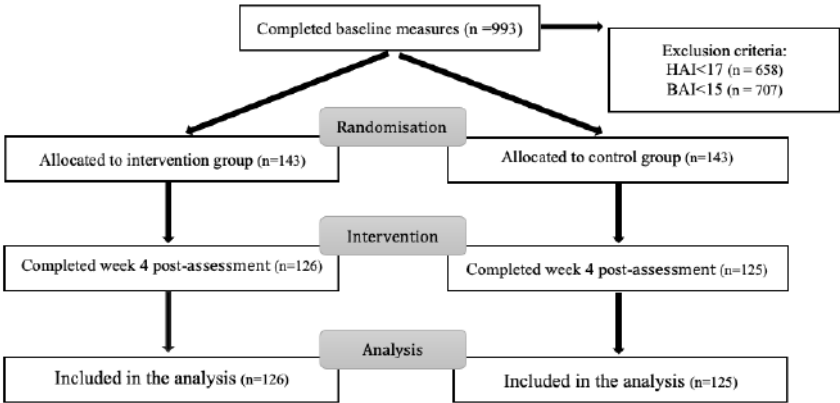 Completed baseline measures (n =993)
Exclusion criteria:
HAI<17 (n = 658)
BAI<15 (n = 707)
Randomisation
Allocated to intervention group (n=143)
Allocated to control group (n=143)
Intervention
Completed week 4 post-assessment (n=126)
Completed week 4 post-assessment (n=125)
Analysis
Included in the analysis (n=126)
Included in the analysis (n=125)